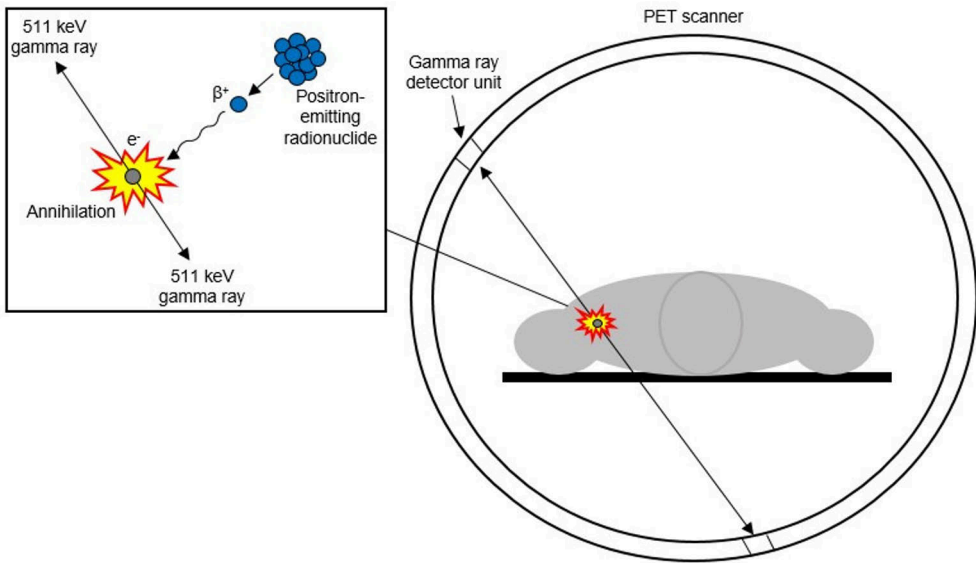 511 keV
gamma ray
β⁺
Positron-
emitting
radionuclide
e⁻
Annihilation
511 keV
gamma ray
PET scanner
Gamma ray
detector unit